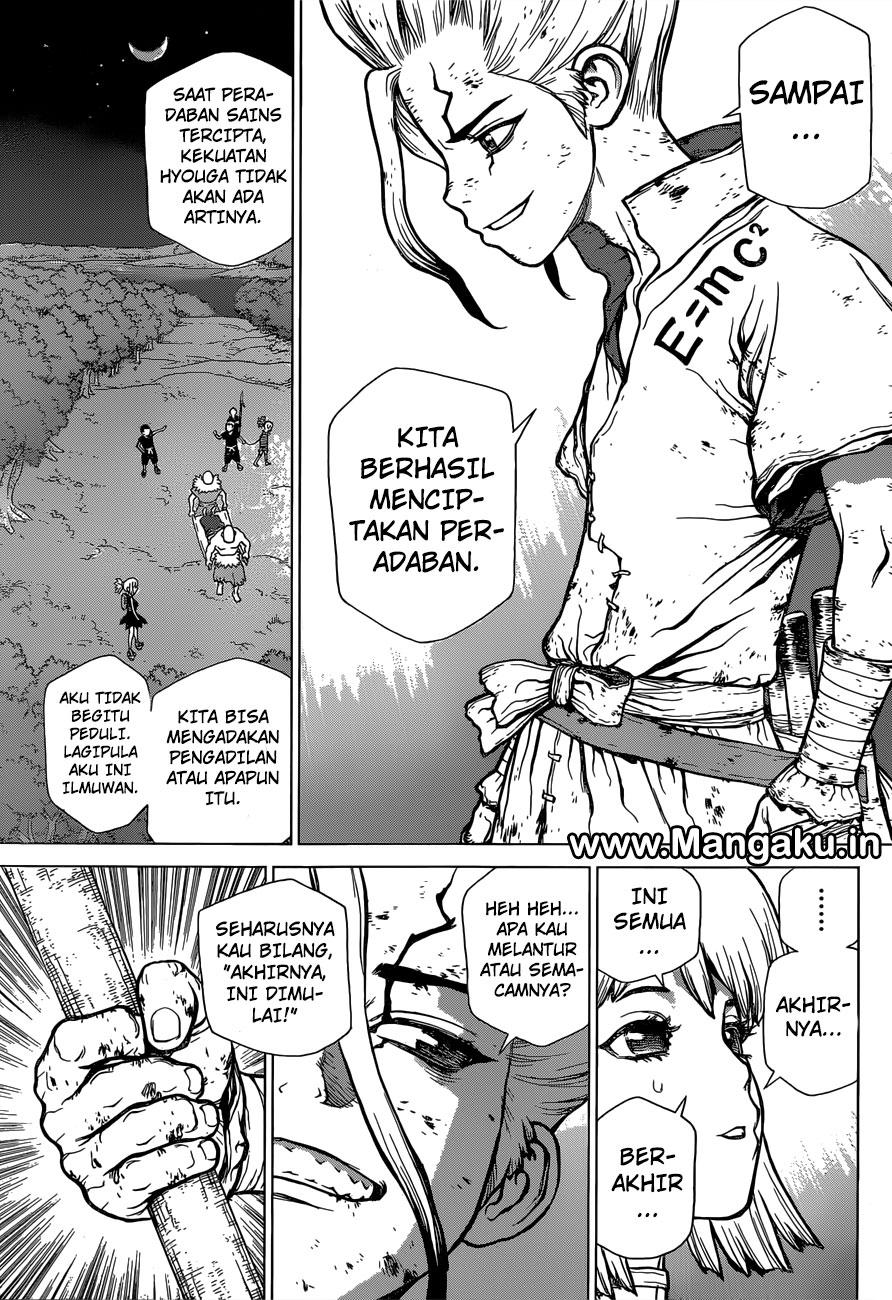 SAMPAI
...
E=mc²
KITA
BERHASIL
MENCIP-
TAKAN PER-
ADABAN.
SAAT PERA-
DABAN SAINS
TERCIPTA,
KEKUATAN
HYOUGA TIDAK
AKAN ADA
ARTINYA.
KITA BISA
MENGADAKAN
PENGADILAN
ATAU APAPUN
ITU.
AKU TIDAK
BEGITU
PEDULI.
LAGIPULA
AKU INI
ILMUWAN.
www.Mangaku.in
......
AKHIR-
NYA...
INI
SEMUA
...
BER-
AKHIR
...
HEH HEH...
APA KAU
MELANTUR
ATAU SEMA-
CAMNYA?
SEHARUSNYA
KAU BILANG,
"AKHIRNYA,
INI DIMU-
LAI!"